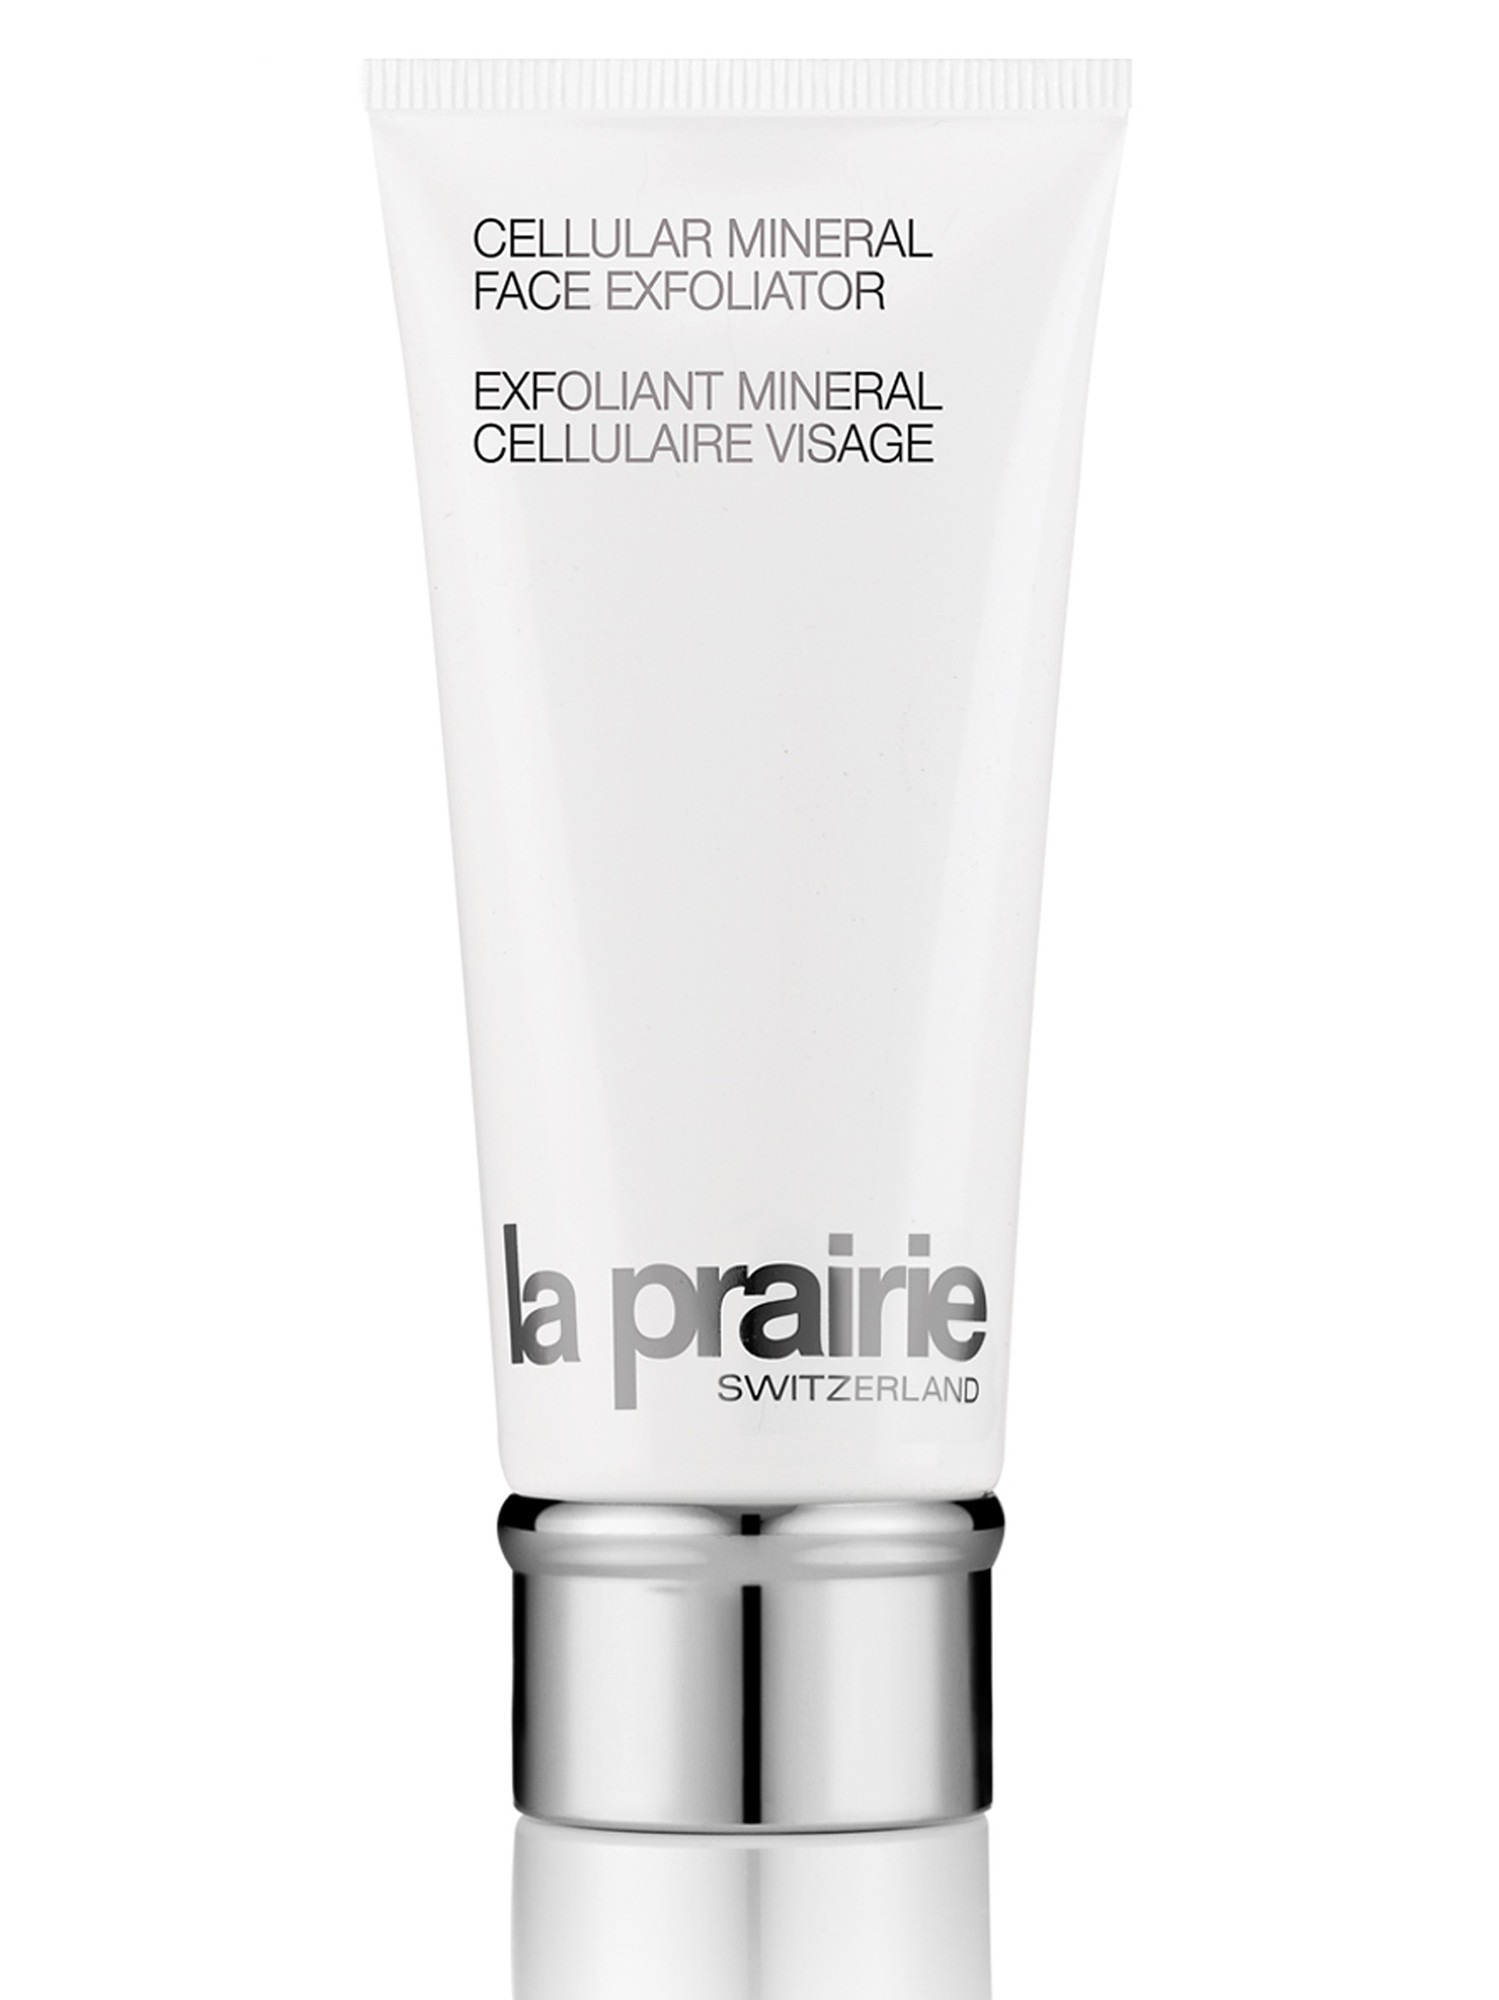 CELLULAR MINERAL
FACE EXFOLIATOR
EXFOLIANT MINERAL
CELLULAIRE VISAGE
la prairie
SWITZERLAND